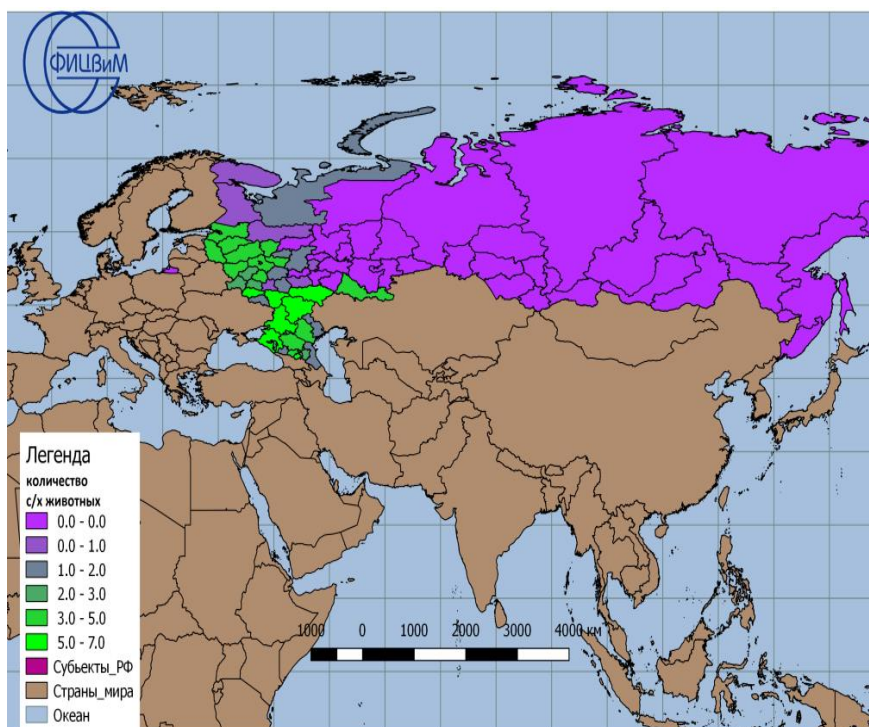 ФИЦВиМ
Легенда
количество
с/х животных
0.0 - 0.0
0.0 - 1.0
1.0 - 2.0
2.0 - 3.0
3.0 - 5.0
5.0 - 7.0
Субъекты_РФ
Страны_мира
Океан
1000 0 1000 2000 3000 4000 км